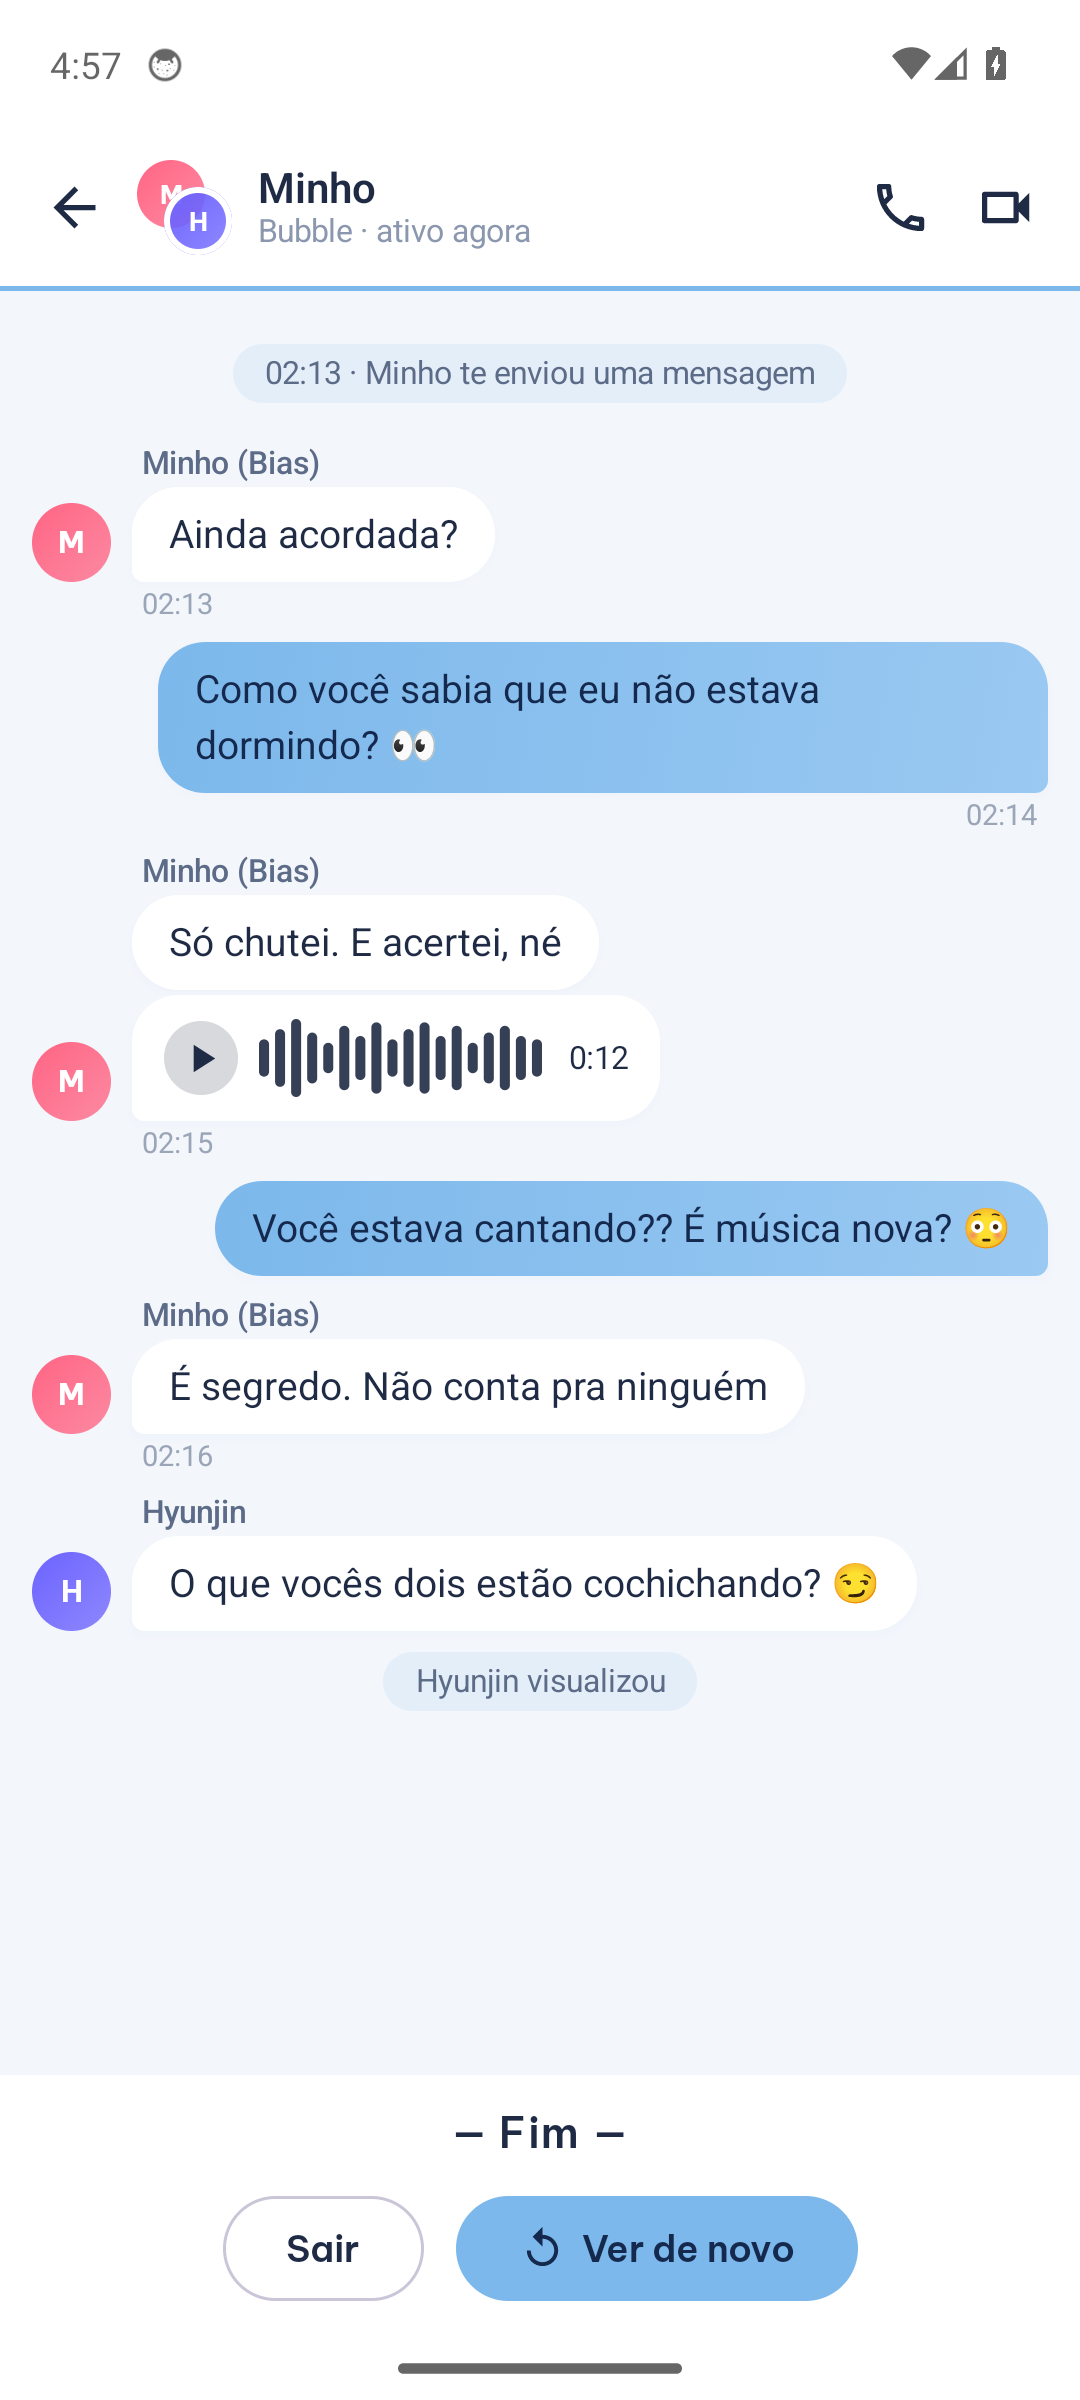 4:57
M
H
Minho
Bubble · ativo agora
02:13 · Minho te enviou uma mensagem
Minho (Bias)
M
Ainda acordada?
02:13
Como você sabia que eu não estava
dormindo? 👀
02:14
Minho (Bias)
Só chutei. E acertei, né
M
0:12
02:15
Você estava cantando?? É música nova? 😳
Minho (Bias)
M
É segredo. Não conta pra ninguém
02:16
Hyunjin
H
O que vocês dois estão cochichando? 😏
Hyunjin visualizou
– Fim –
Sair
Ver de novo